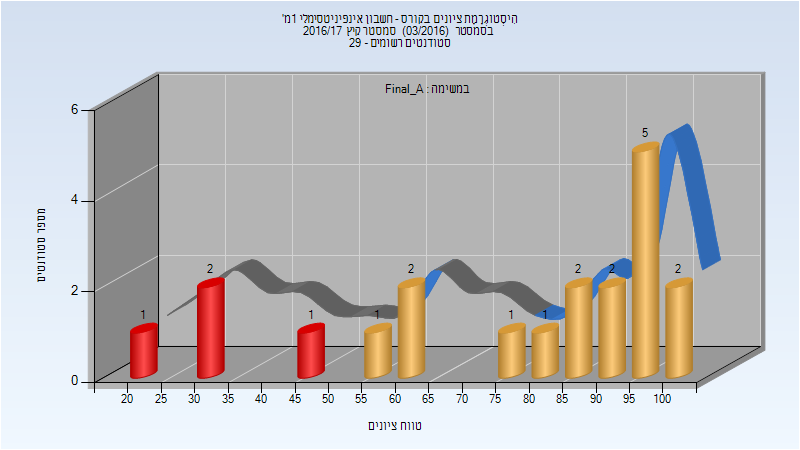 היסטוגרמת ציונים בקורס - חשבון אינפיניטסימלי 1מ'
בסמסטר (03/2016) סמסטר קיץ 2016/17
סטודנטים רשומים - 29
במשימה : Final_A
מספר סטודנטים
6
4
2
0
1
2
1
1
2
1
1
2
2
5
2
20 25 30 35 40 45 50 55 60 65 70 75 80 85 90 95 100
טווח ציונים